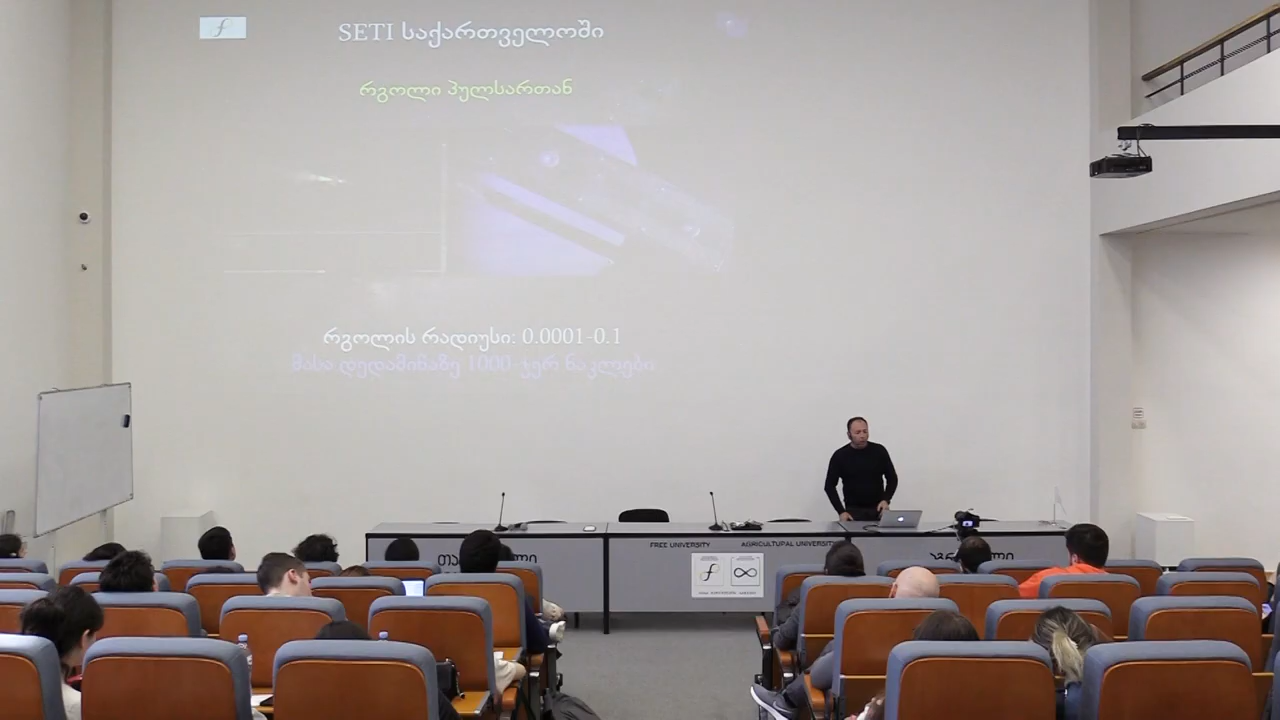 SETI საქართველოში
რგოლი პულსართან
რგოლის რადიუსი: 0.0001-0.1
მასა დედამიწაზე 1000-ჯერ ნაკლები
FREE UNIVERSITY
AGRICULTURAL UNIVERSITY